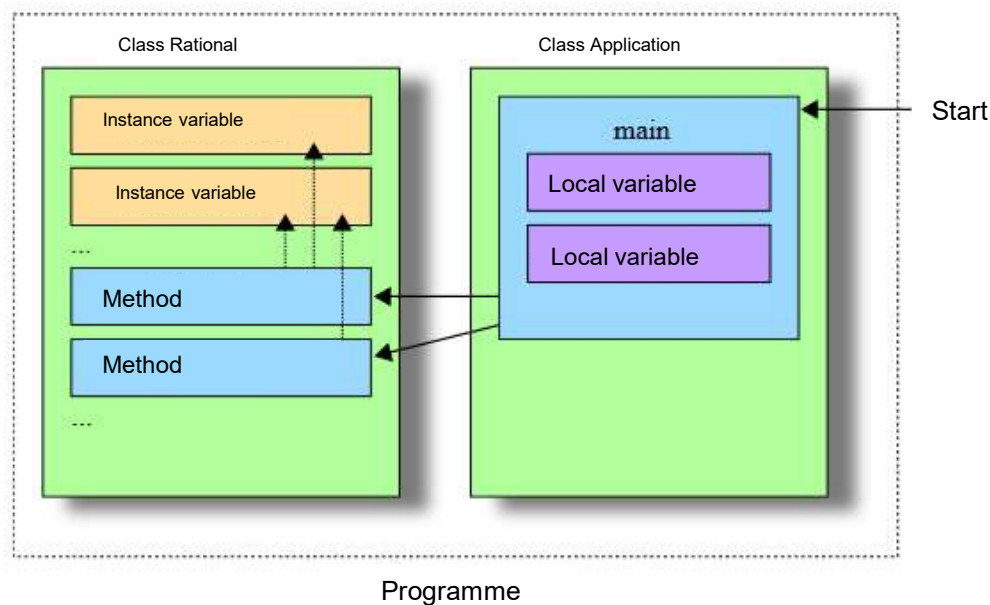 Class Rational
Class Application
Instance variable
Instance variable
...
Method
Method
...
main
Local variable
Local variable
Start
Programme